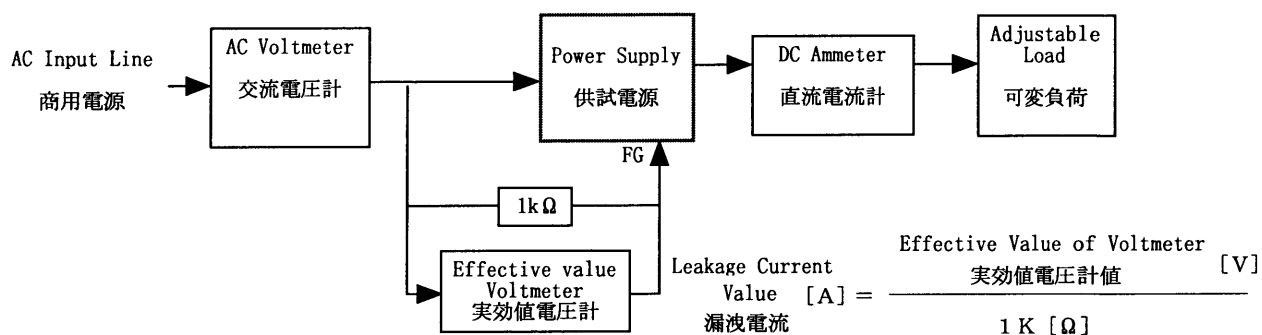 AC Input Line
商用電源
AC Voltmeter
交流電圧計
Power Supply
供試電源
DC Ammeter
直流電流計
Adjustable
Load
可変負荷
FG
1kΩ
Effective value
Voltmeter
実効値電圧計
Leakage Current
Value [A] =
漏洩電流
Effective Value of Voltmeter
実効値電圧計値 [V]
1 K [Ω]